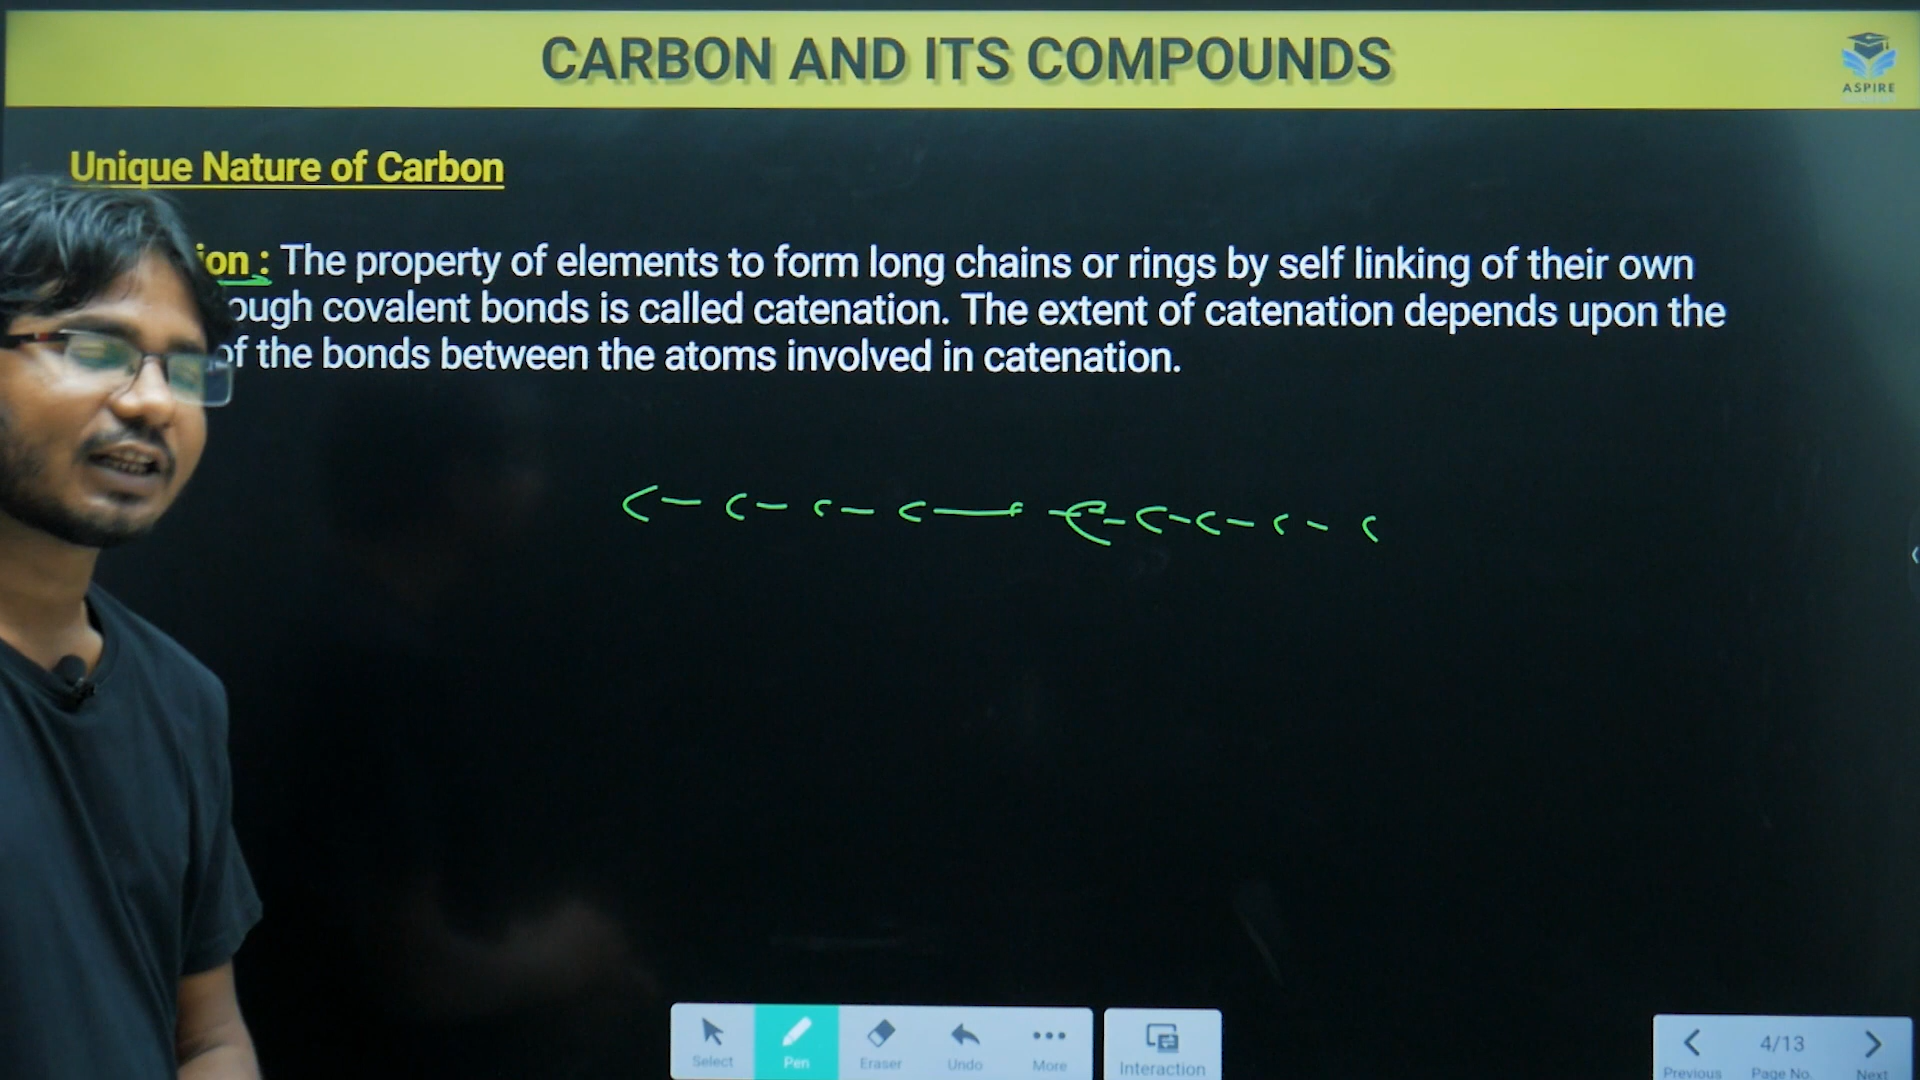 CARBON AND ITS COMPOUNDS
ASPIRE
Unique Nature of Carbon
ion : The property of elements to form long chains or rings by self linking of their own
ough covalent bonds is called catenation. The extent of catenation depends upon the
of the bonds between the atoms involved in catenation.
C – C – C – C — C – C – C – C – C – C
Select
Pen
Eraser
Undo
More
Interaction
Previous
4/13
Page No.
Next